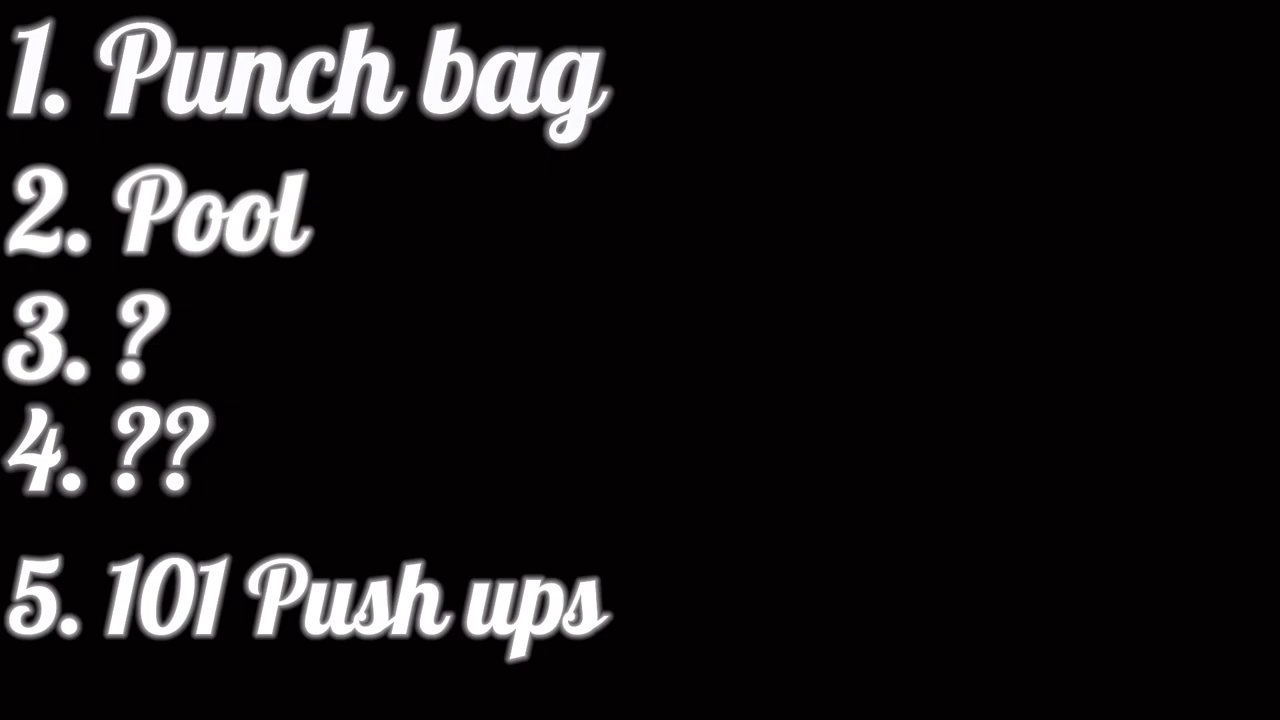 1. Punch bag
2. Pool
3. ?
4. ??
5. 101 Push ups